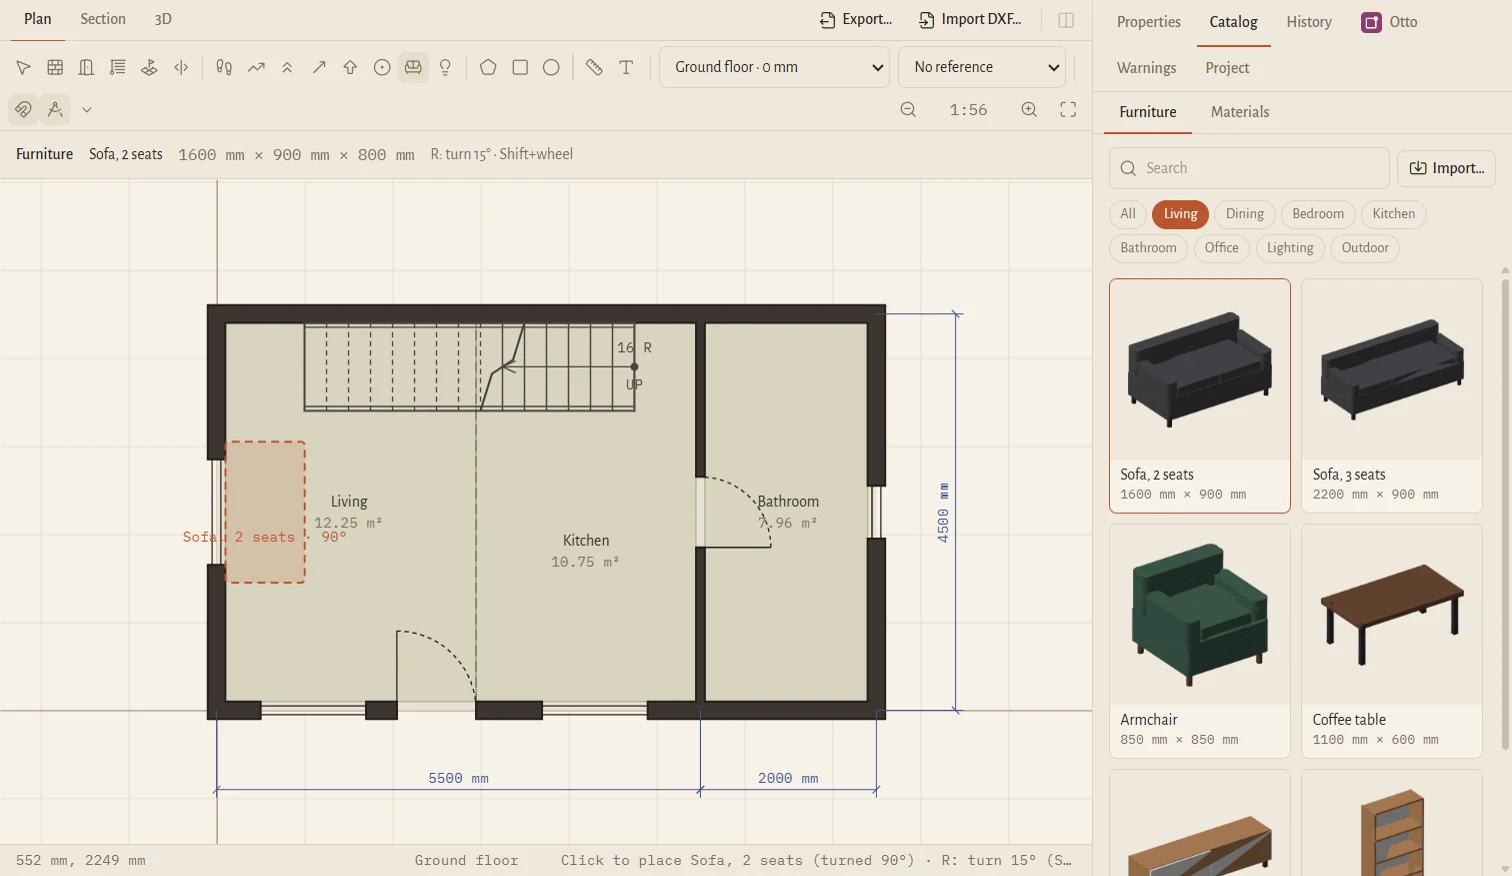 Plan Section 3D Export... Import DXF...
Ground floor · 0 mm No reference
1:56
Furniture Sofa, 2 seats 1600 mm × 900 mm × 800 mm R: turn 15° · Shift+wheel
16 R
UP
Living
12.25 m²
Sofa, 2 seats · 90°
Kitchen
10.75 m²
Bathroom
7.96 m²
4500 mm
5500 mm
2000 mm
552 mm, 2249 mm Ground floor Click to place Sofa, 2 seats (turned 90°) · R: turn 15° (S…
Properties Catalog History Otto
Warnings Project
Furniture Materials
Search Import...
All Living Dining Bedroom Kitchen
Bathroom Office Lighting Outdoor
Sofa, 2 seats
1600 mm × 900 mm
Sofa, 3 seats
2200 mm × 900 mm
Armchair
850 mm × 850 mm
Coffee table
1100 mm × 600 mm